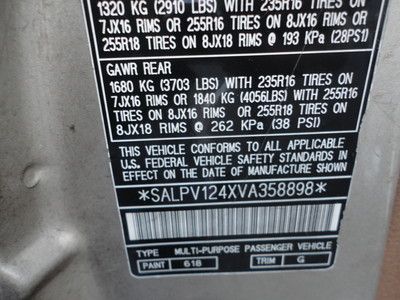 1320 KG (2910 LBS) WITH 235R16 TIRES ON
7JX16 RIMS OR 255R16 TIRES ON 8JX16 RIMS OR
255R18 TIRES ON 8JX18 RIMS @ 193 KPA (28PSI)
GAWR REAR
1680 KG (3703 LBS) WITH 235R16 TIRES ON
7JX16 RIMS OR 1840 KG (4056LBS) WITH 255R16
TIRES ON 8JX16 RIMS OR 255R18 TIRES ON
8JX18 RIMS @ 262 KPA (38 PSI)
THIS VEHICLE CONFORMS TO ALL APPLICABLE
U.S. FEDERAL MOTOR VEHICLE SAFETY STANDARDS IN
EFFECT ON THE DATE OF MANUFACTURE SHOWN ABOVE
*SALPV124XVA358898*
TYPE MULTI-PURPOSE PASSENGER VEHICLE
PAINT 618 TRIM G